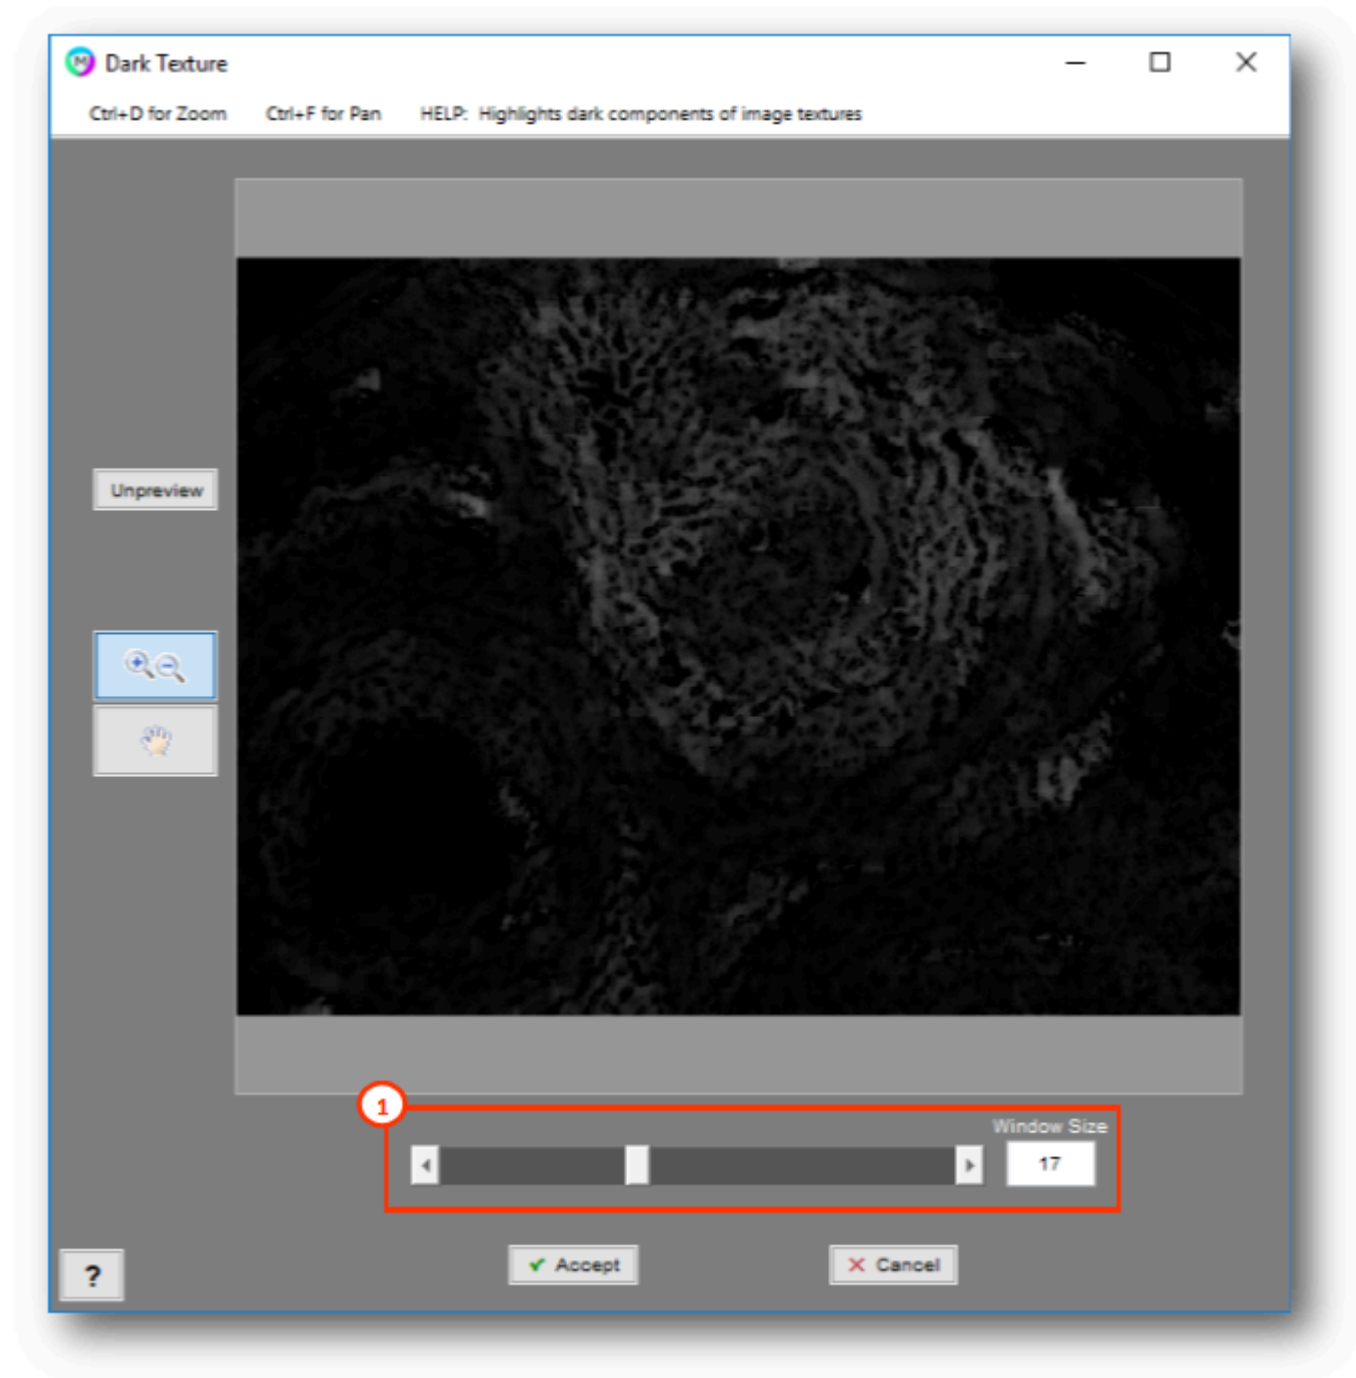 Dark Texture
Ctrl+D for Zoom Ctrl+F for Pan HELP: Highlights dark components of image textures
Unpreview
1
Window Size
17
Accept Cancel
?